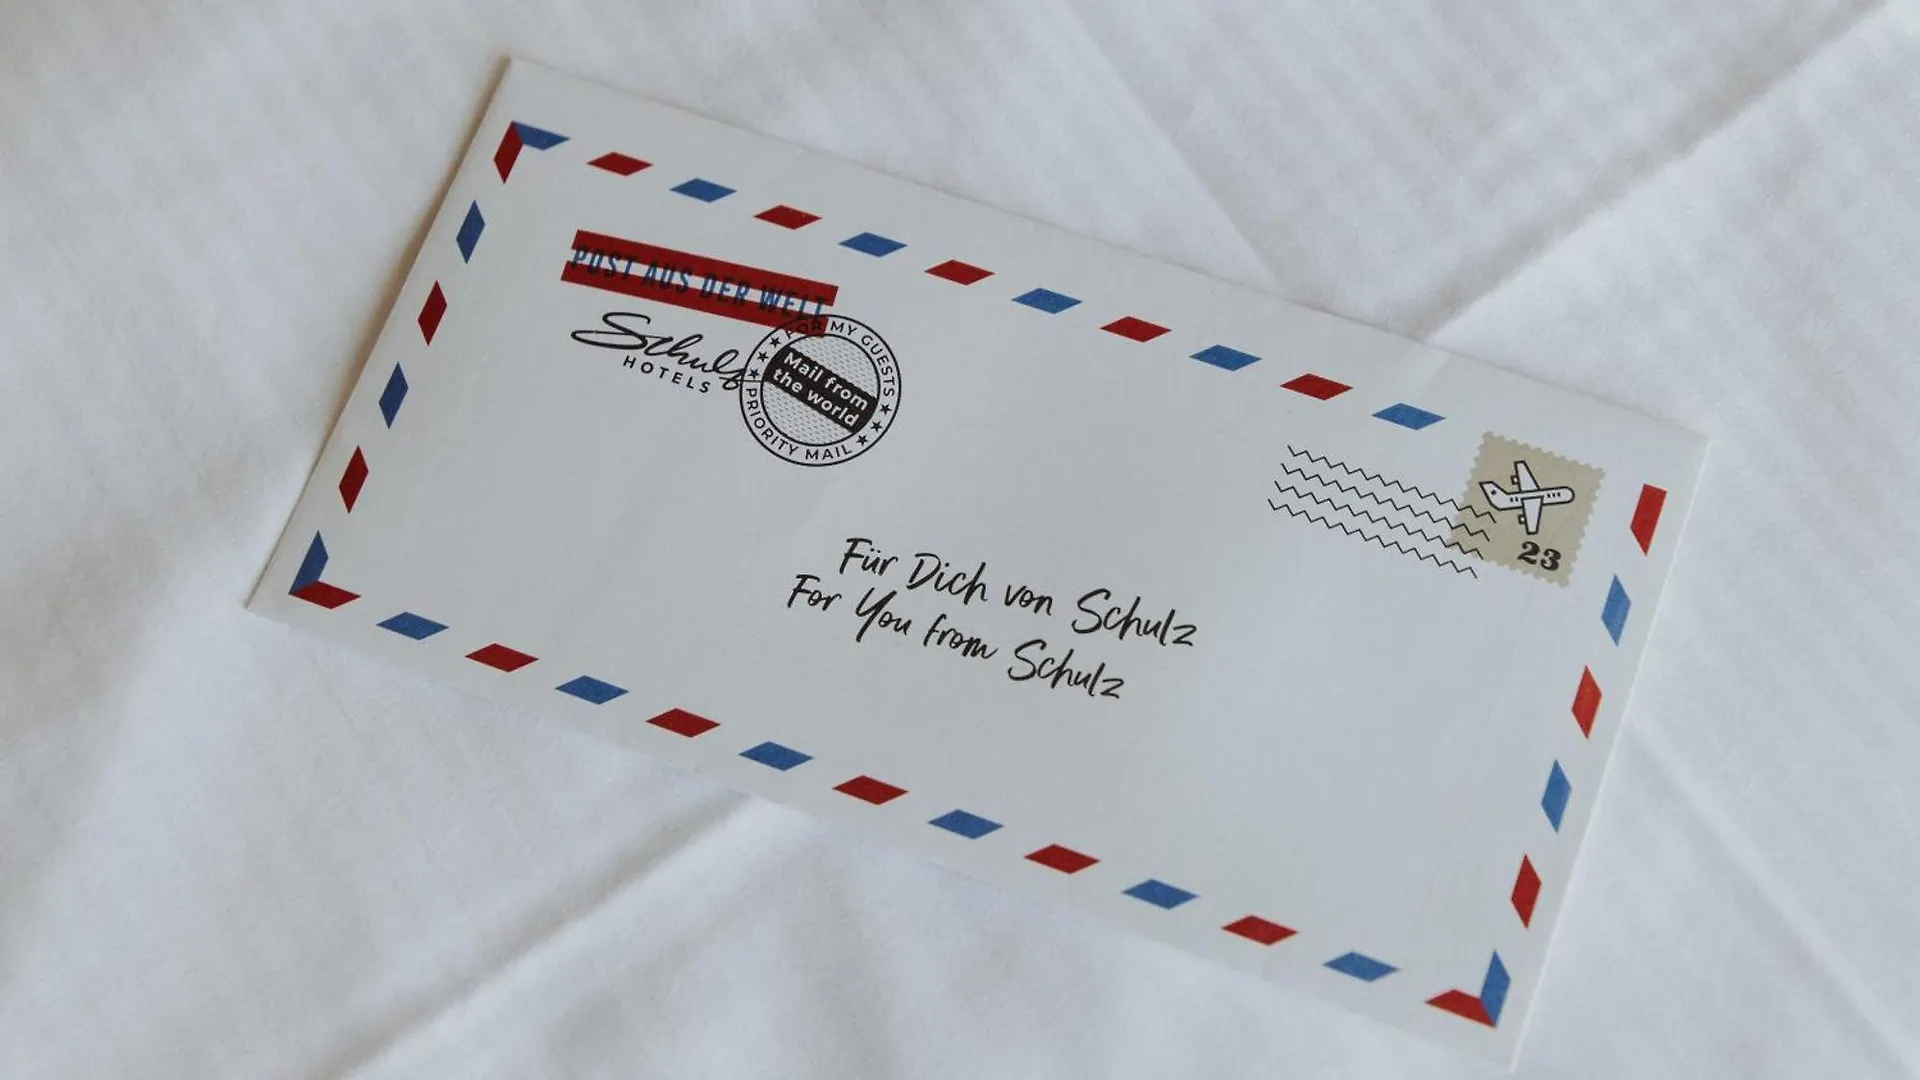 POST AUS DER WELT
Schulz
HOTELS
FOR MY GUESTS
Mail from
the world
PRIORITY MAIL
23
Für Dich von Schulz
For You from Schulz